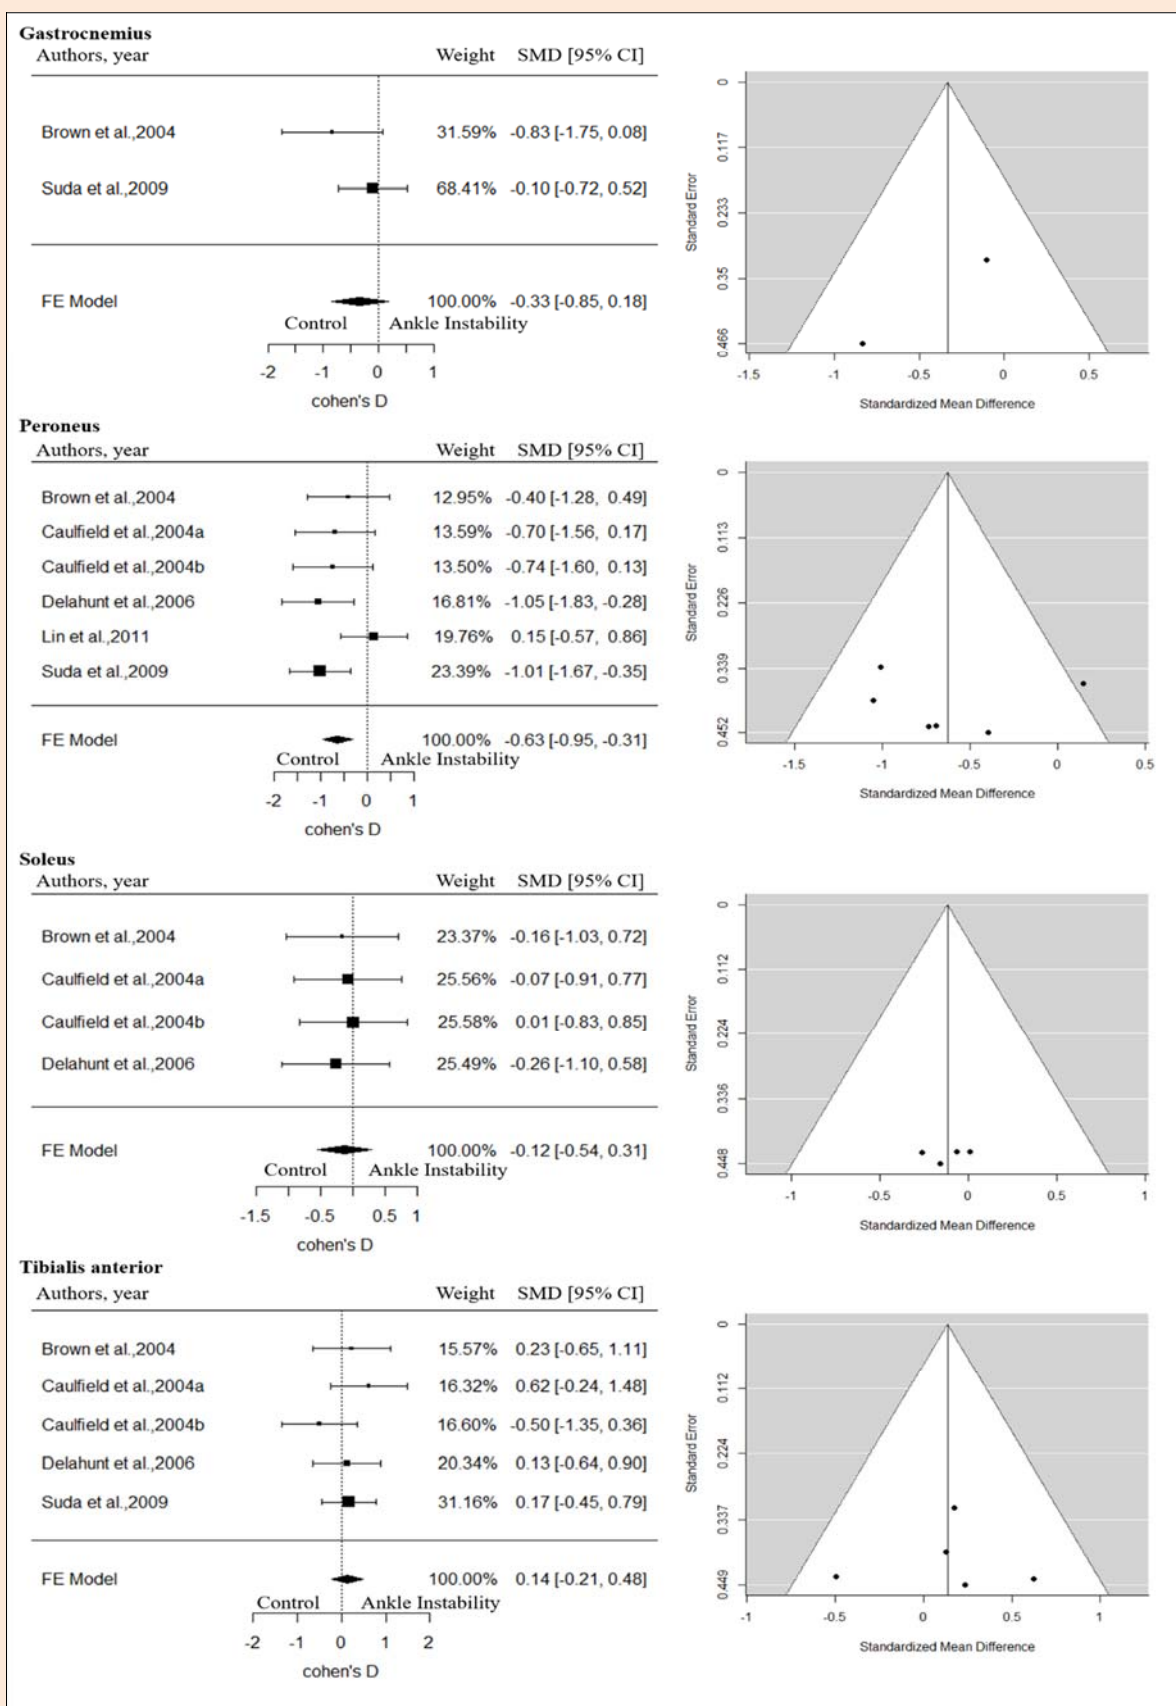 Gastrocnemius
Authors, year Weight SMD [95% CI]
Brown et al.,2004 31.59% -0.83 [-1.75, 0.08]
Suda et al.,2009 68.41% -0.10 [-0.72, 0.52]
FE Model 100.00% -0.33 [-0.85, 0.18]
Control Ankle Instability
-2 -1 0 1
cohen's D
0 0.117 0.233 0.35 0.466
Standard Error
-1.5 -1 -0.5 0 0.5
Standardized Mean Difference
Peroneus
Authors, year Weight SMD [95% CI]
Brown et al.,2004 12.95% -0.40 [-1.28, 0.49]
Caulfield et al.,2004a 13.59% -0.70 [-1.56, 0.17]
Caulfield et al.,2004b 13.50% -0.74 [-1.60, 0.13]
Delahunt et al.,2006 16.81% -1.05 [-1.83, -0.28]
Lin et al.,2011 19.76% 0.15 [-0.57, 0.86]
Suda et al.,2009 23.39% -1.01 [-1.67, -0.35]
FE Model 100.00% -0.63 [-0.95, -0.31]
Control Ankle Instability
-2 -1 0 1
cohen's D
0 0.113 0.226 0.339 0.452
Standard Error
-1.5 -1 -0.5 0 0.5
Standardized Mean Difference
Soleus
Authors, year Weight SMD [95% CI]
Brown et al.,2004 23.37% -0.16 [-1.03, 0.72]
Caulfield et al.,2004a 25.56% -0.07 [-0.91, 0.77]
Caulfield et al.,2004b 25.58% 0.01 [-0.83, 0.85]
Delahunt et al.,2006 25.49% -0.26 [-1.10, 0.58]
FE Model 100.00% -0.12 [-0.54, 0.31]
Control Ankle Instability
-1.5 -0.5 0.5 1
cohen's D
0 0.112 0.224 0.336 0.448
Standard Error
-1 -0.5 0 0.5 1
Standardized Mean Difference
Tibialis anterior
Authors, year Weight SMD [95% CI]
Brown et al.,2004 15.57% 0.23 [-0.65, 1.11]
Caulfield et al.,2004a 16.32% 0.62 [-0.24, 1.48]
Caulfield et al.,2004b 16.60% -0.50 [-1.35, 0.36]
Delahunt et al.,2006 20.34% 0.13 [-0.64, 0.90]
Suda et al.,2009 31.16% 0.17 [-0.45, 0.79]
FE Model 100.00% 0.14 [-0.21, 0.48]
Control Ankle Instability
-2 -1 0 1 2
cohen's D
0 0.112 0.224 0.337 0.449
Standard Error
-1 -0.5 0 0.5 1
Standardized Mean Difference